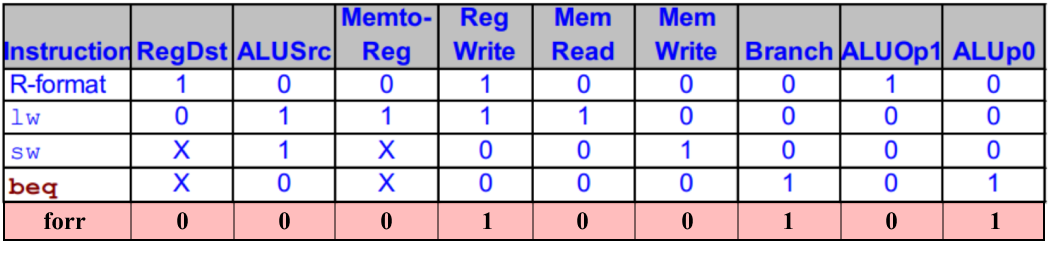 Instruction RegDst ALUSrc Memto-Reg Reg Write Mem Read Mem Write Branch ALUOp1 ALUp0
R-format 1 0 0 1 0 0 0 1 0
lw 0 1 1 1 1 0 0 0 0
sw X 1 X 0 0 1 0 0 0
beq X 0 X 0 0 0 1 0 1
forr 0 0 0 1 0 0 1 0 1